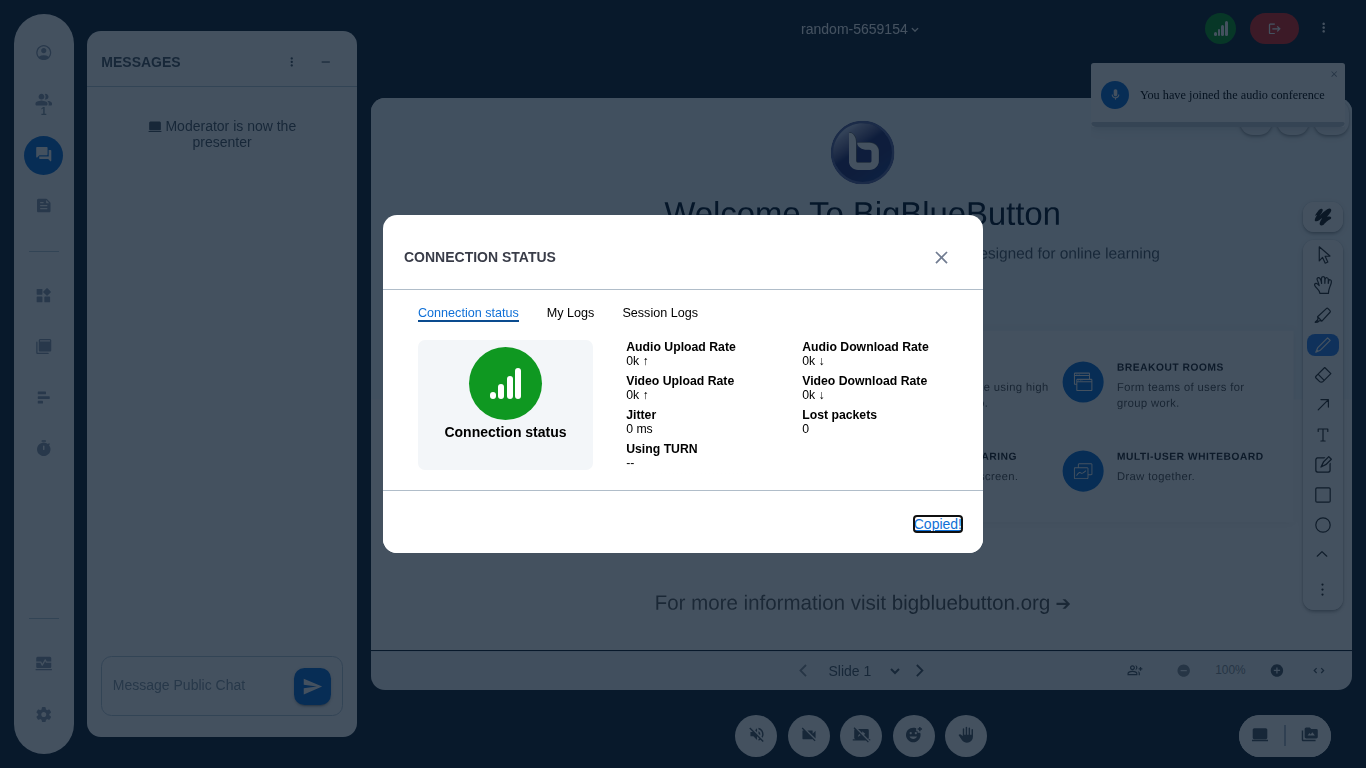 random-5659154
MESSAGES
1
Moderator is now the
presenter
You have joined the audio conference
Welcome To BigBlueButton
esigned for online learning
CONNECTION STATUS
Connection status
My Logs
Session Logs
Connection status
Audio Upload Rate
0k ↑
Audio Download Rate
0k ↓
Video Upload Rate
0k ↑
Video Download Rate
0k ↓
Jitter
0 ms
Lost packets
0
Using TURN
--
Copied!
e using high
.
BREAKOUT ROOMS
Form teams of users for
group work.
ARING
creen.
MULTI-USER WHITEBOARD
Draw together.
For more information visit bigbluebutton.org ➔
Message Public Chat
Slide 1
100%